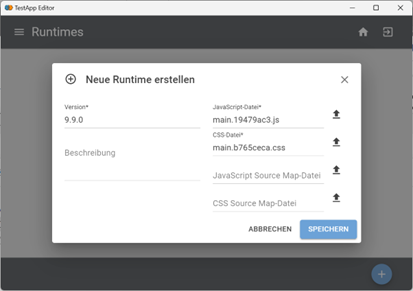 TestApp Editor
Runtimes
Neue Runtime erstellen
Version*
9.9.0
Beschreibung
JavaScript-Datei*
main.19479ac3.js
CSS-Datei*
main.b765ceca.css
JavaScript Source Map-Datei
CSS Source Map-Datei
ABBRECHEN
SPEICHERN